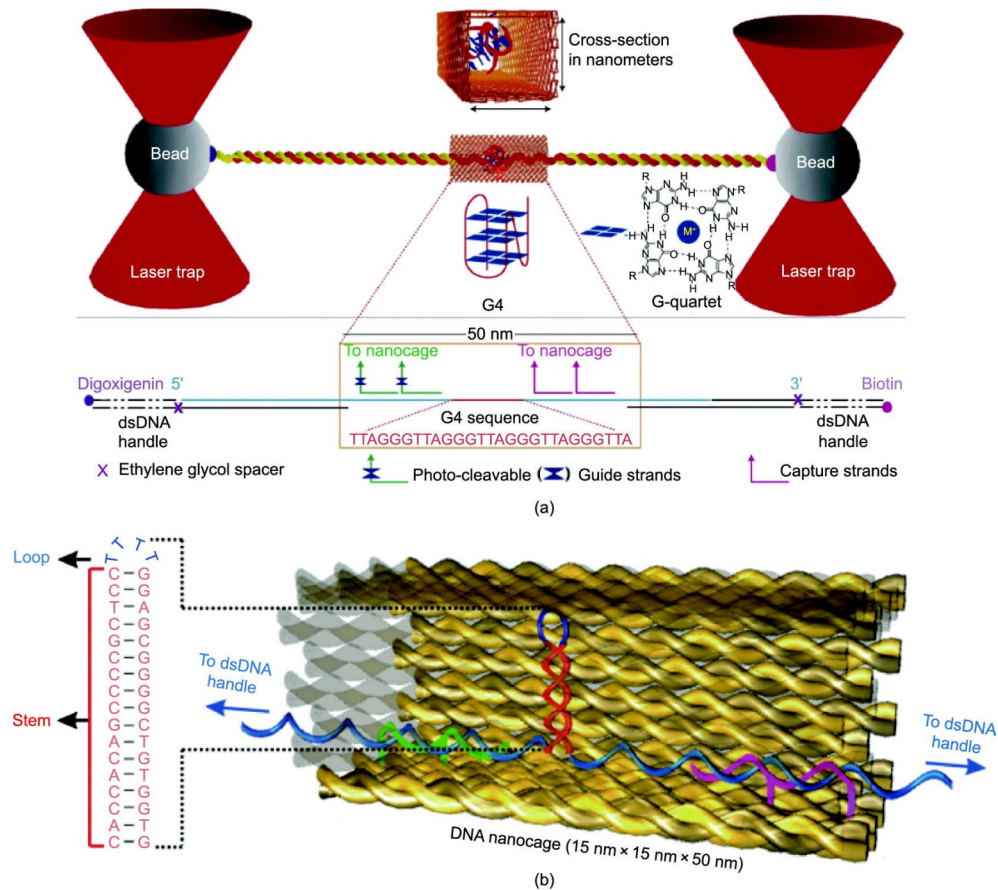 Cross-section
in nanometers
Bead
Bead
Laser trap
Laser trap
R
N
N
N
H
N
H
O
H
N
N
N
N
R
M+
G-quartet
G4
50 nm
To nanocage
To nanocage
Digoxigenin
5'
3'
Biotin
dsDNA
handle
G4 sequence
dsDNA
handle
TTAGGGTTAGGGTTAGGGTTAGGGTTA
X Ethylene glycol spacer
Photo-cleavable ( ) Guide strands
Capture strands
(a)
Loop
T T T T
C–G
C–G
T–A
C–G
G–C
C–G
C–G
C–G
C–G
G–C
A–T
C–G
A–T
C–G
C–G
A–T
C–G
Stem
To dsDNA
handle
To dsDNA
handle
DNA nanocage (15 nm × 15 nm × 50 nm)
(b)